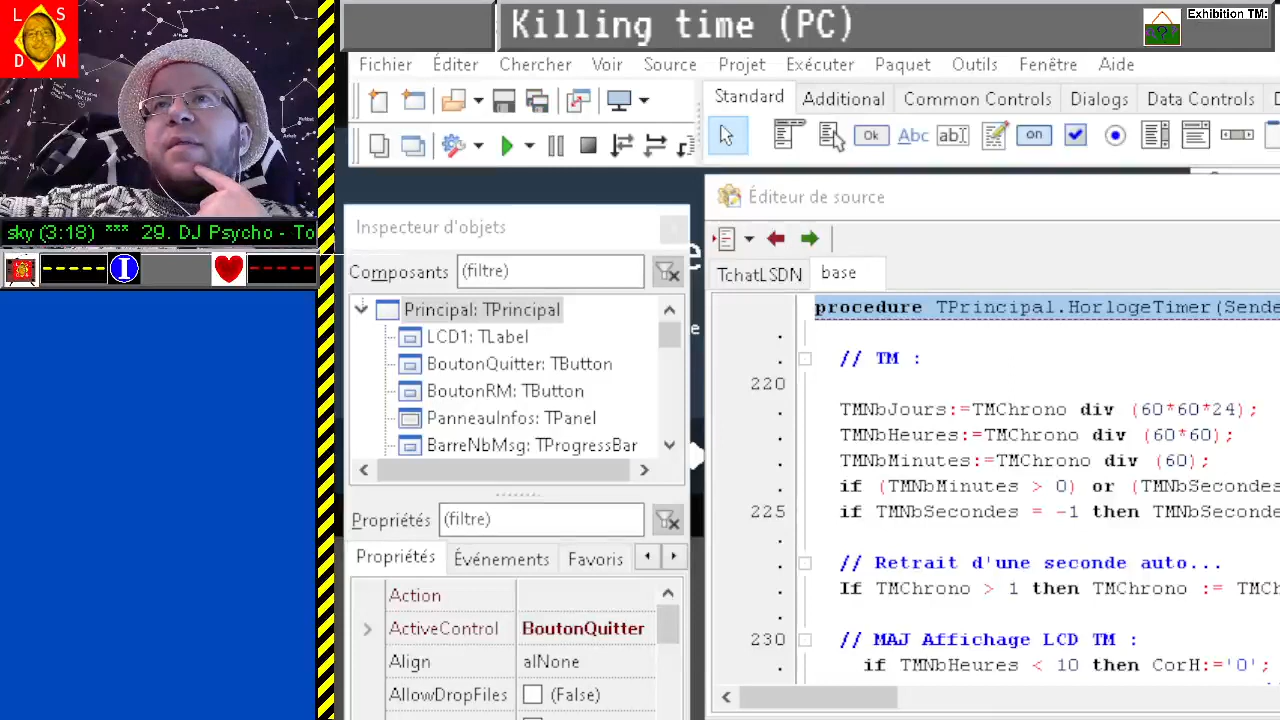 L S
D N
Killing time (PC)
Exhibition TM:
Fichier Éditer Chercher Voir Source Projet Exécuter Paquet Outils Fenêtre Aide
Standard Additional Common Controls Dialogs Data Controls
Ok Abc ab on
Éditeur de source
Inspecteur d'objets
Composants (filtre)
TchatLSDN base
Principal: TPrincipal
LCD1: TLabel
BoutonQuitter: TButton
BoutonRM: TButton
PanneauInfos: TPanel
BarreNbMsg: TProgressBar
Propriétés (filtre)
Propriétés Événements Favoris
Action
ActiveControl BoutonQuitter
Align alNone
AllowDropFiles (False)
procedure TPrincipal.HorlogeTimer(Sende
// TM :
220
TMNbJours:=TMChrono div (60*60*24);
TMNbHeures:=TMChrono div (60*60);
TMNbMinutes:=TMChrono div (60);
if (TMNbMinutes > 0) or (TMNbSecondes
225 if TMNbSecondes = -1 then TMNbSeconde
// Retrait d'une seconde auto...
If TMChrono > 1 then TMChrono := TMCh
230 // MAJ Affichage LCD TM :
if TMNbHeures < 10 then CorH:='0';
sky (3:18) *** 29. DJ Psycho - To
----- I -----